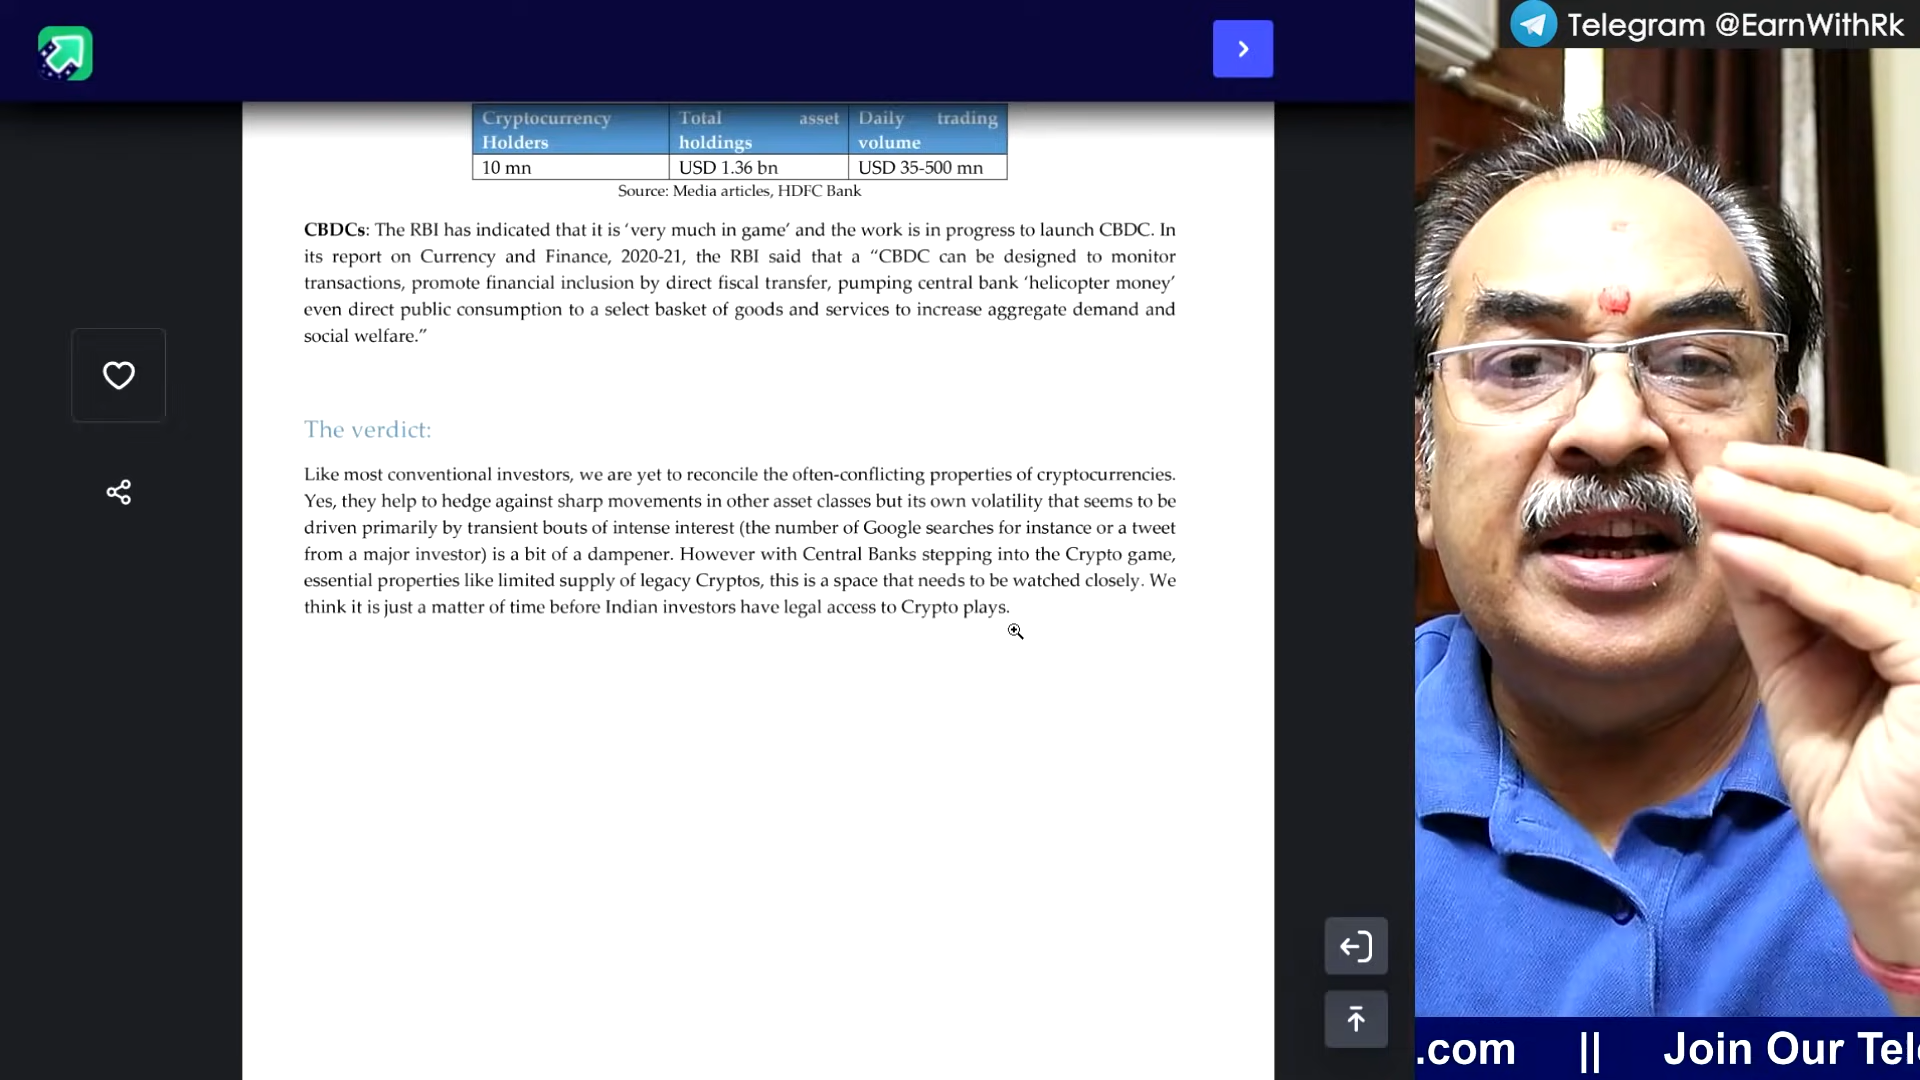 Telegram @EarnWithRk
Cryptocurrency Holders
Total asset holdings
Daily trading volume
10 mn
USD 1.36 bn
USD 35-500 mn
Source: Media articles, HDFC Bank
CBDCs: The RBI has indicated that it is ‘very much in game’ and the work is in progress to launch CBDC. In
its report on Currency and Finance, 2020-21, the RBI said that a “CBDC can be designed to monitor
transactions, promote financial inclusion by direct fiscal transfer, pumping central bank ‘helicopter money’
even direct public consumption to a select basket of goods and services to increase aggregate demand and
social welfare.”
The verdict:
Like most conventional investors, we are yet to reconcile the often-conflicting properties of cryptocurrencies.
Yes, they help to hedge against sharp movements in other asset classes but its own volatility that seems to be
driven primarily by transient bouts of intense interest (the number of Google searches for instance or a tweet
from a major investor) is a bit of a dampener. However with Central Banks stepping into the Crypto game,
essential properties like limited supply of legacy Cryptos, this is a space that needs to be watched closely. We
think it is just a matter of time before Indian investors have legal access to Crypto plays.
.com || Join Our Tel